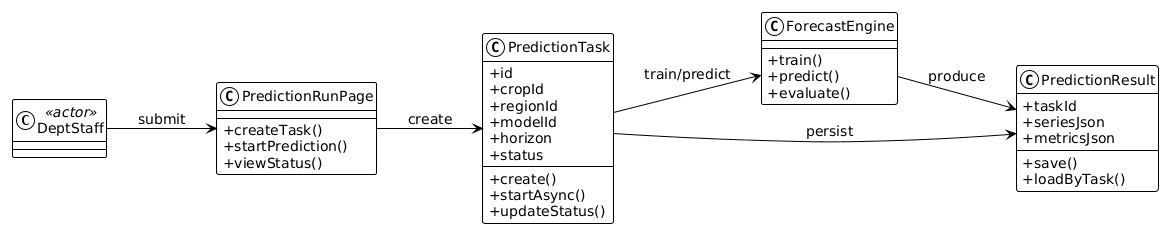 C «actor»
DeptStaff
submit
C PredictionRunPage
+createTask()
+startPrediction()
+viewStatus()
create
C PredictionTask
+id
+cropId
+regionId
+modelId
+horizon
+status
+create()
+startAsync()
+updateStatus()
train/predict
persist
C ForecastEngine
+train()
+predict()
+evaluate()
produce
C PredictionResult
+taskId
+seriesJson
+metricsJson
+save()
+loadByTask()